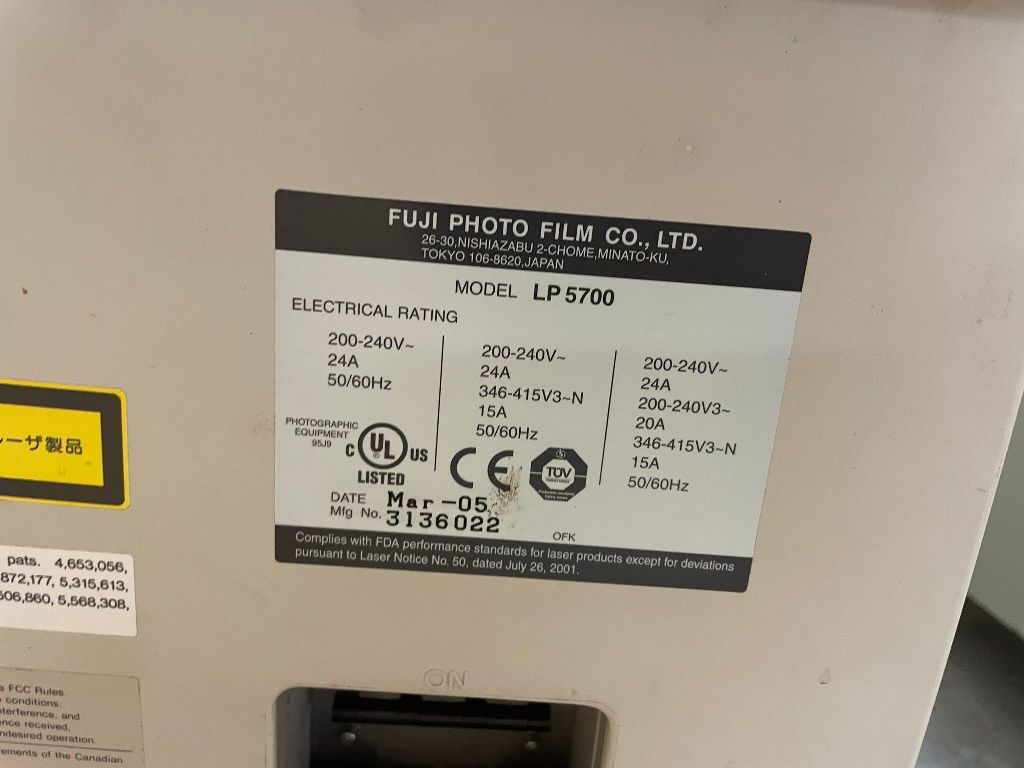 FUJI PHOTO FILM CO., LTD.
26-30,NISHIAZABU 2-CHOME,MINATO-KU,
TOKYO 106-8620,JAPAN
MODEL LP 5700
ELECTRICAL RATING
200-240V~
24A
50/60Hz
200-240V~
24A
346-415V3~N
15A
50/60Hz
200-240V~
24A
200-240V3~
20A
346-415V3~N
15A
50/60Hz
PHOTOGRAPHIC
EQUIPMENT
95J9
C UL US
LISTED
CE
TÜV
DATE Mar-05
Mfg No. 3136022
OFK
Complies with FDA performance standards for laser products except for deviations
pursuant to Laser Notice No. 50, dated July 26, 2001.
ーザ製品
pats. 4,653,056,
872,177, 5,315,613,
06,860, 5,568,308,
FCC Rules.
conditions:
terference, and
nce received,
ndesired operation.
ements of the Canadian
ON